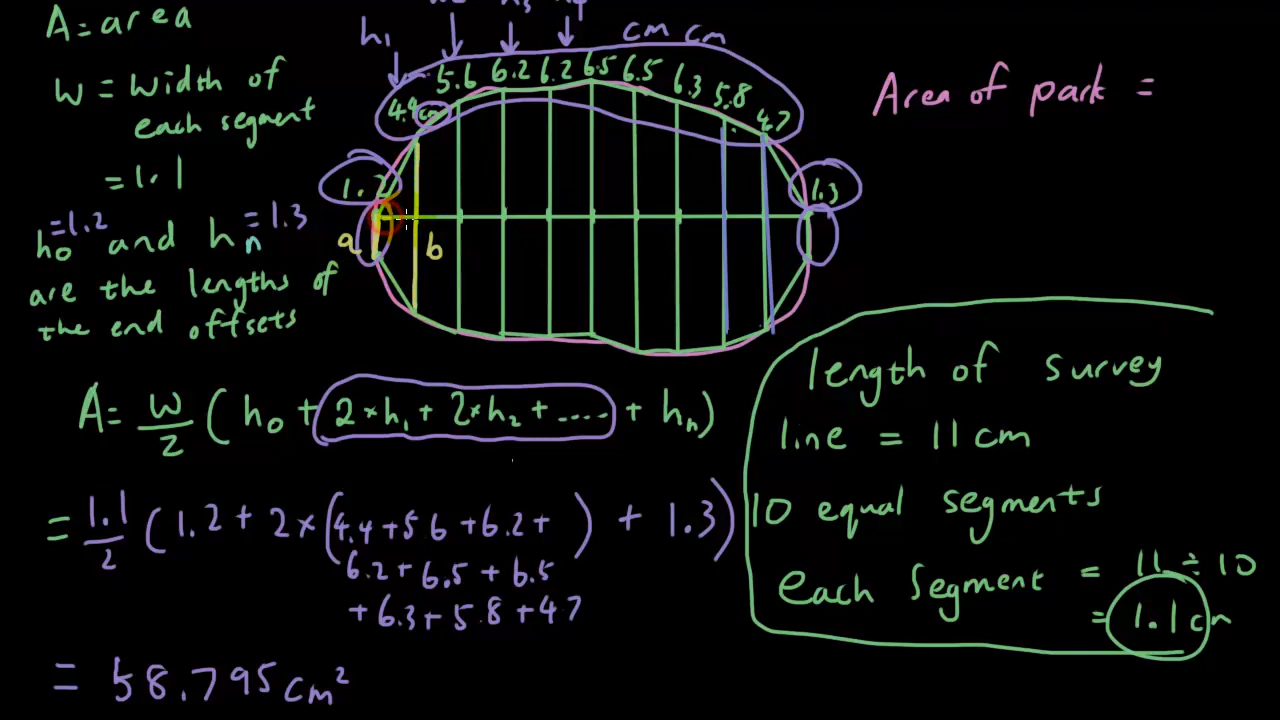 A = area
W = width of
each segment
= 1.1
= 1.2 = 1.3
h₀ and hₙ
are the lengths of
the end offsets
h₁
cm cm
4.4 cm 5.6 6.2 6.2 6.5 6.5 6.3 5.8 4.7
1.2
1.3
a
b
Area of park =
A = W/2 ( h₀ + 2×h₁ + 2×h₂ + ..... + hₙ)
= 1.1/2 (1.2 + 2×(4.4+5.6+6.2+
6.2+6.5+6.5
+6.3+5.8+4.7
) + 1.3)
= 58.795 cm²
length of survey
line = 11 cm
10 equal segments
each segment = 11 ÷ 10
= 1.1 cm